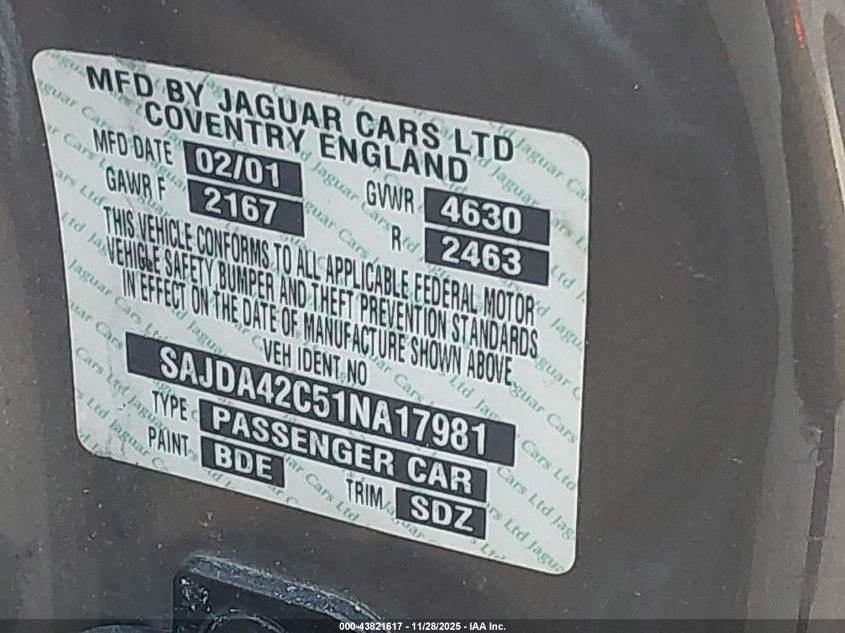 MFD BY JAGUAR CARS LTD
COVENTRY ENGLAND
MFD DATE 02/01 GVWR 4630
GAWR F 2167 R 2463
THIS VEHICLE CONFORMS TO ALL APPLICABLE FEDERAL MOTOR
VEHICLE SAFETY, BUMPER AND THEFT PREVENTION STANDARDS
IN EFFECT ON THE DATE OF MANUFACTURE SHOWN ABOVE.
VEH IDENT NO
SAJDA42C51NA17981
TYPE PASSENGER CAR
PAINT BDE TRIM SDZ
000-43821617 - 11/28/2025 - IAA Inc.